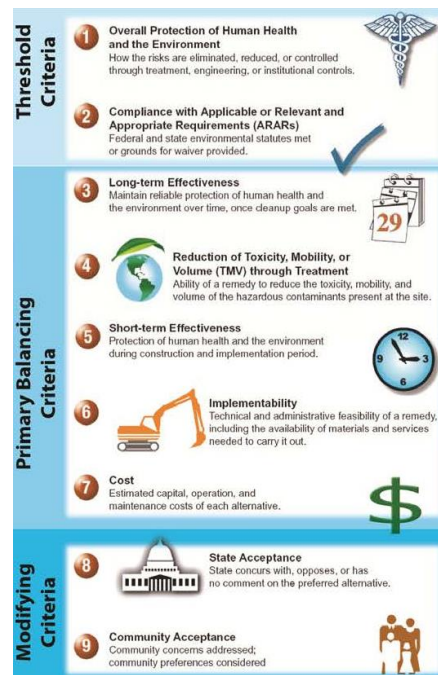 Threshold
Criteria
1
Overall Protection of Human Health
and the Environment
How the risks are eliminated, reduced, or controlled
through treatment, engineering, or institutional controls.
2
Compliance with Applicable or Relevant and
Appropriate Requirements (ARARs)
Federal and state environmental statutes met
or grounds for waiver provided.
Primary Balancing
Criteria
3
Long-term Effectiveness
Maintain reliable protection of human health and
the environment over time, once cleanup goals are met.
29
4
Reduction of Toxicity, Mobility, or
Volume (TMV) through Treatment
Ability of a remedy to reduce the toxicity, mobility, and
volume of the hazardous contaminants present at the site.
5
Short-term Effectiveness
Protection of human health and the environment
during construction and implementation period.
12
9 3
6
6
Implementability
Technical and administrative feasibility of a remedy,
including the availability of materials and services
needed to carry it out.
7
Cost
Estimated capital, operation, and
maintenance costs of each alternative.
$
Modifying
Criteria
8
State Acceptance
State concurs with, opposes, or has
no comment on the preferred alternative.
9
Community Acceptance
Community concerns addressed;
community preferences considered